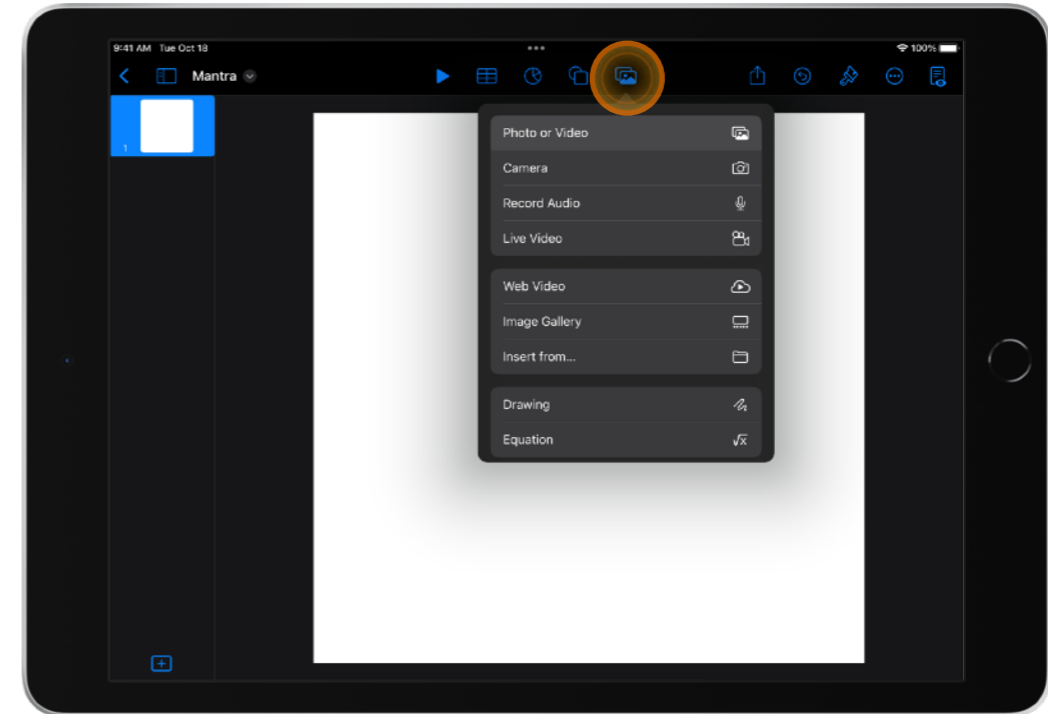 9:41 AM Tue Oct 18
100%
Mantra
1
Photo or Video
Camera
Record Audio
Live Video
Web Video
Image Gallery
Insert from...
Drawing
Equation
√x